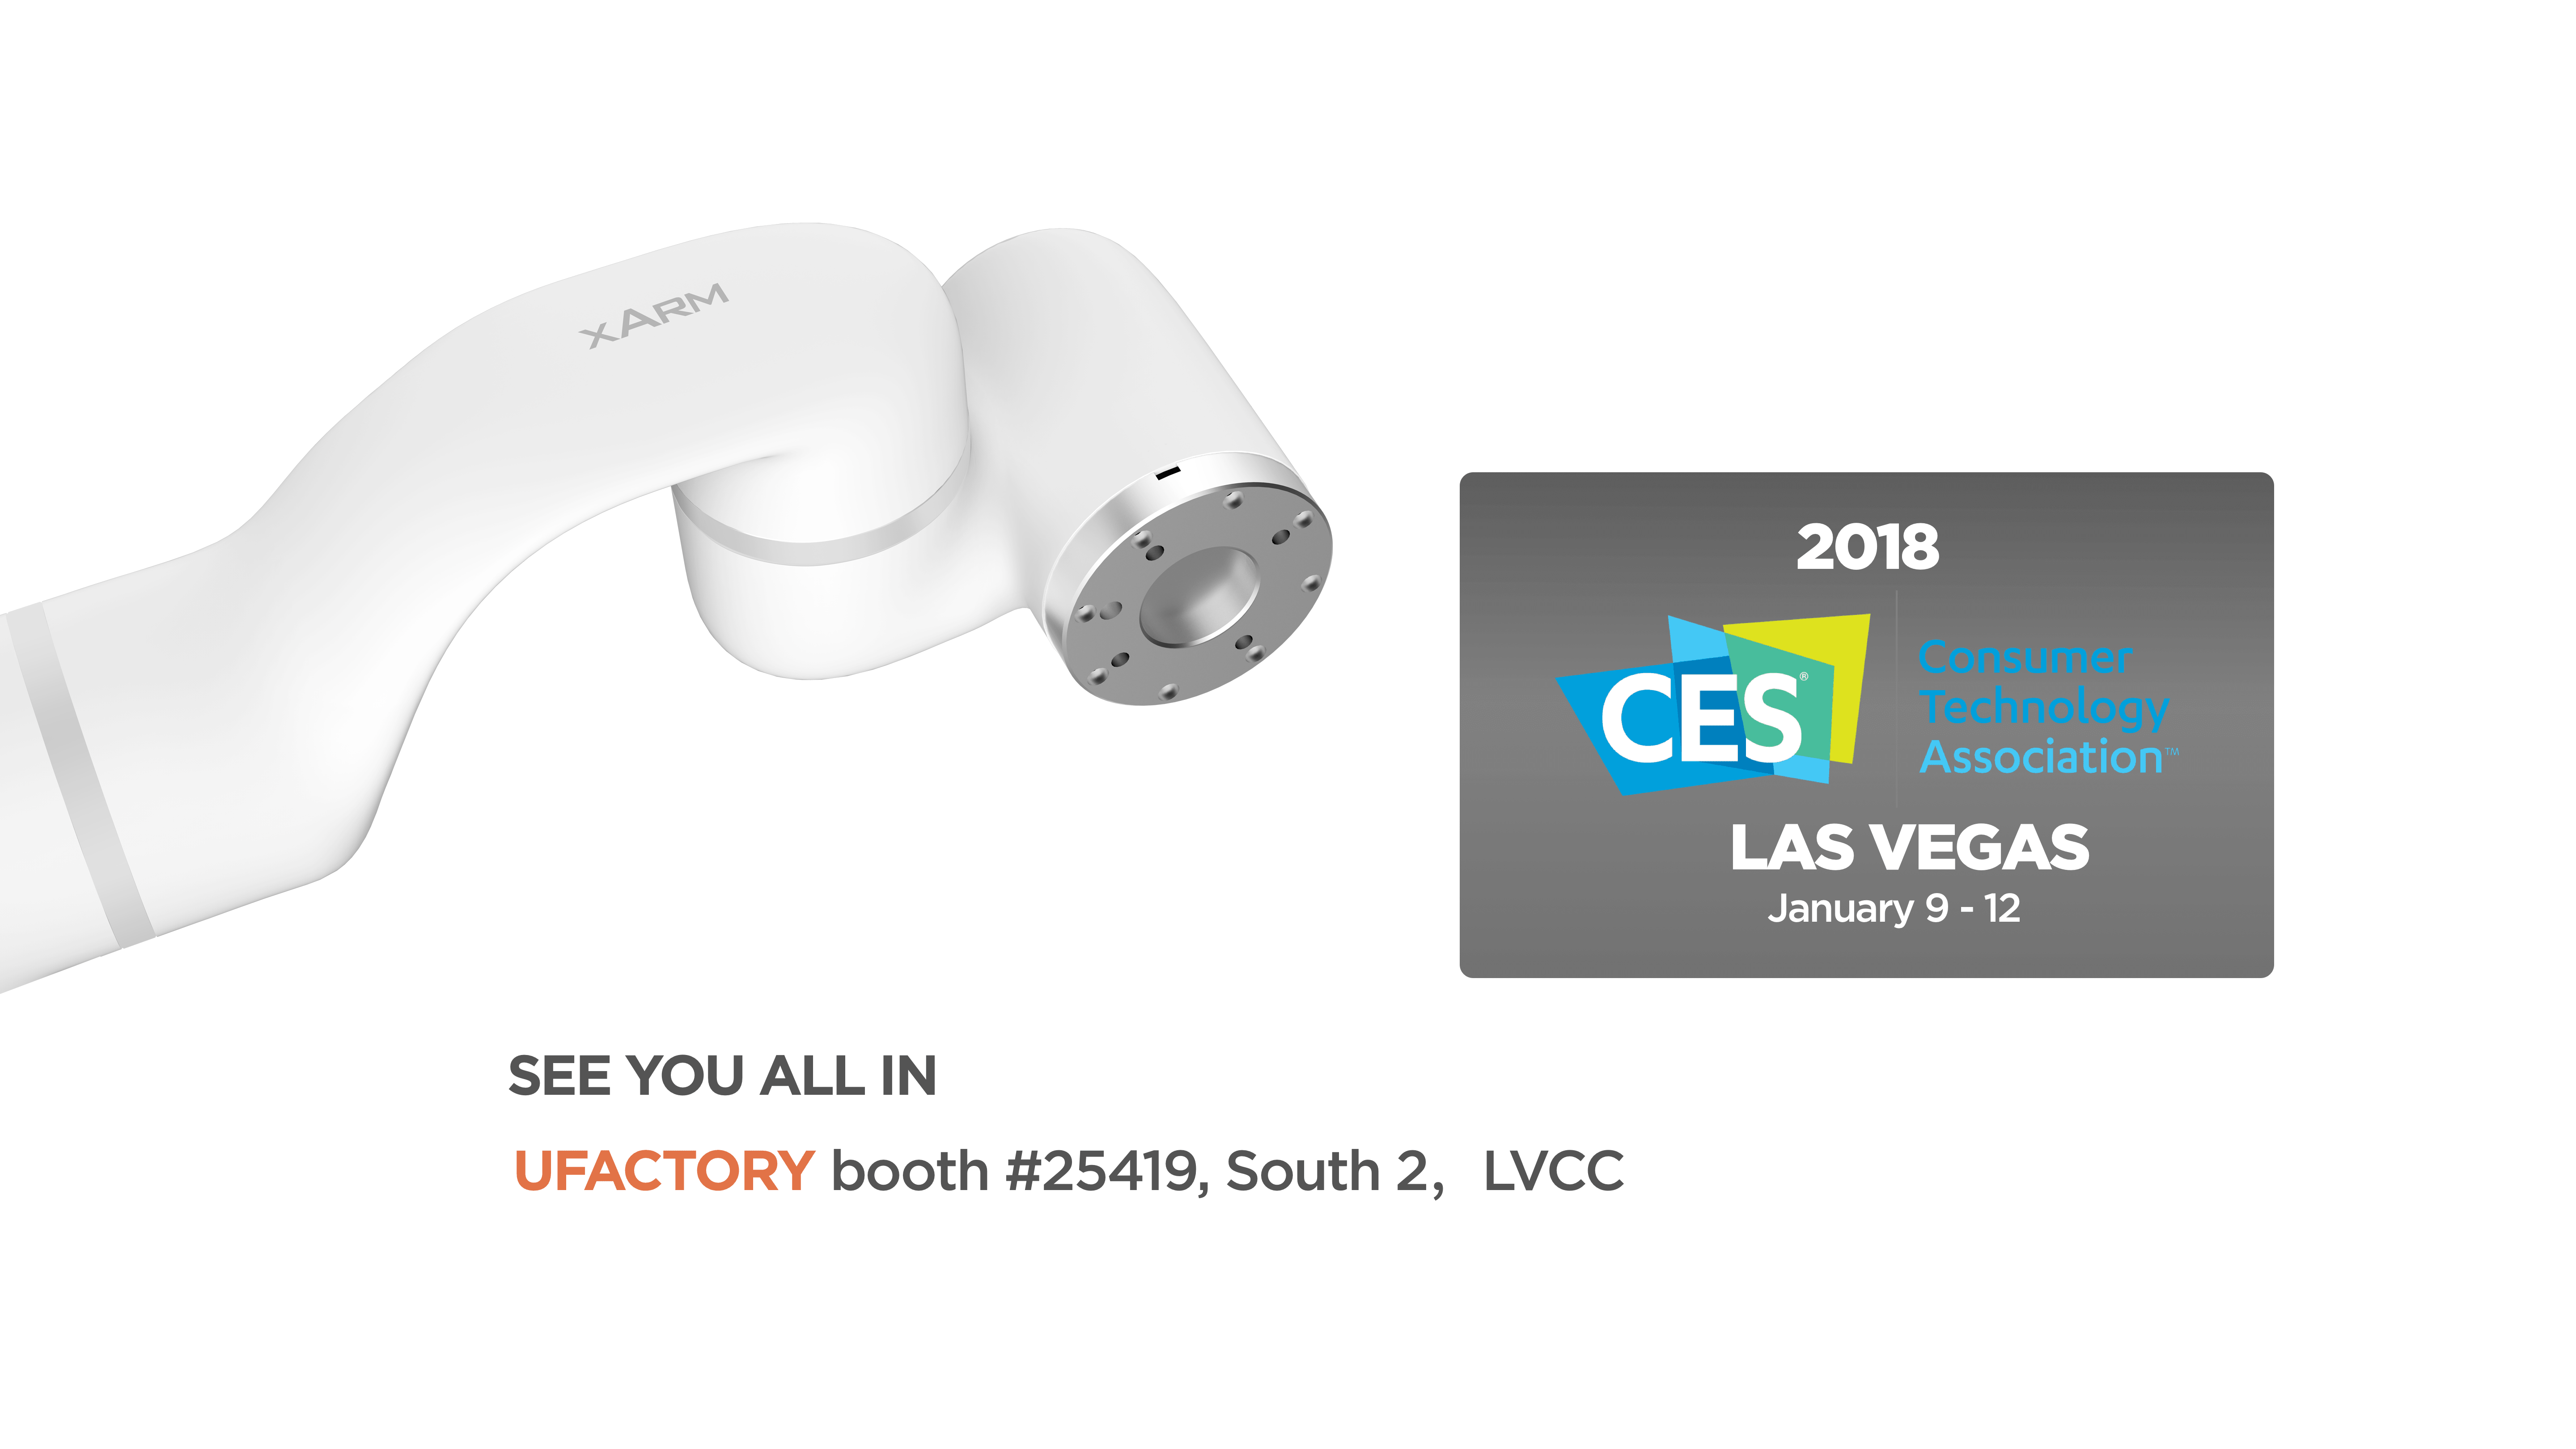 XARM
2018
CES®
Consumer
Technology
Association™
LAS VEGAS
January 9 - 12
SEE YOU ALL IN
UFACTORY booth #25419, South 2, LVCC